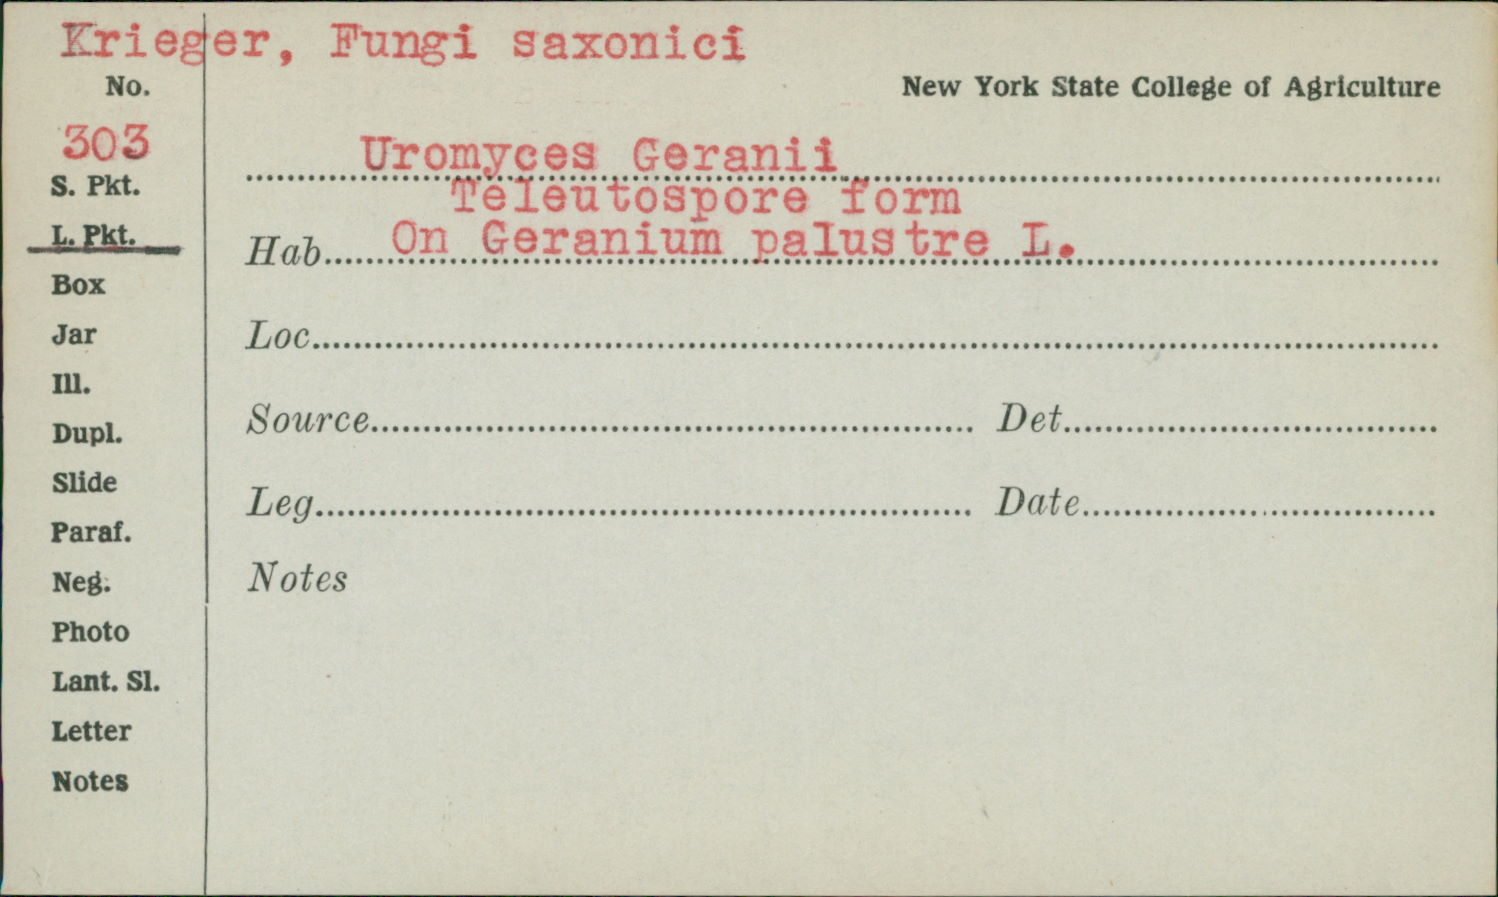 Krieger, Fungi saxonici
No.
New York State College of Agriculture
303
Uromyces Geranii
S. Pkt.
Teleutospore form
L. Pkt.
Hab. On Geranium palustre L.
Box
Jar
Loc.
Ill.
Dupl.
Source Det.
Slide
Leg. Date
Paraf.
Neg.
Notes
Photo
Lant. Sl.
Letter
Notes